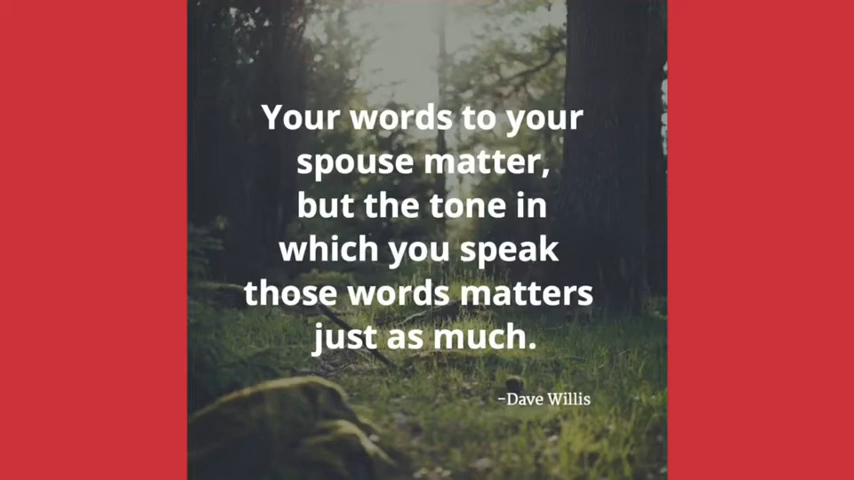 Your words to your
spouse matter,
but the tone in
which you speak
those words matters
just as much.
-Dave Willis